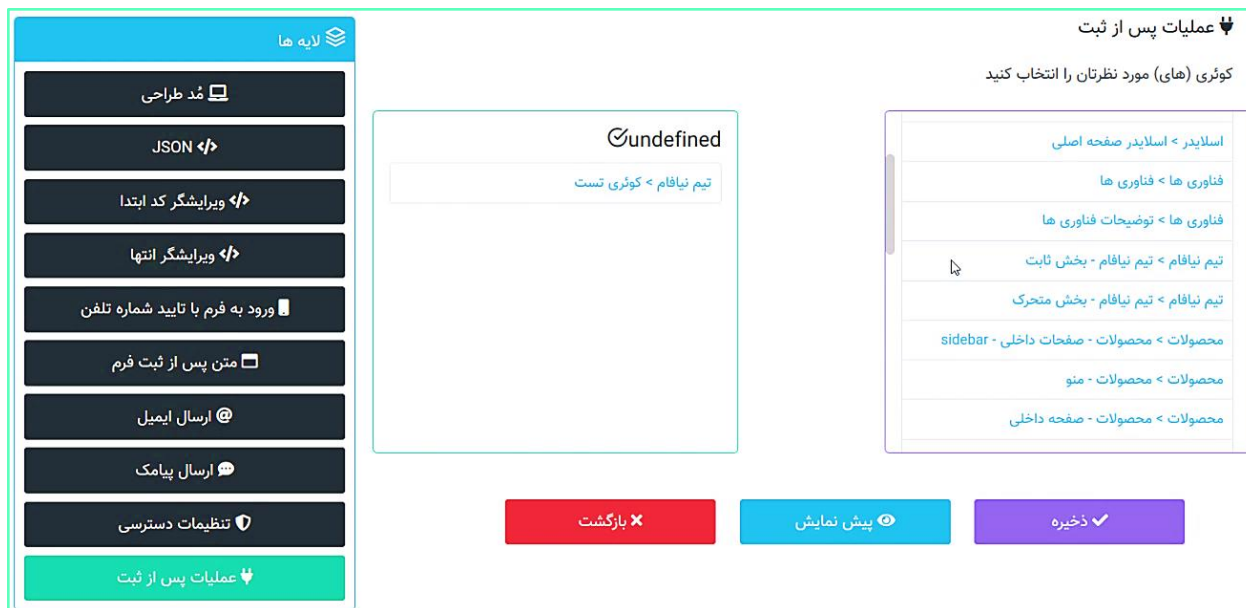 عملیات پس از ثبت
کوئری (های) مورد نظرتان را انتخاب کنید
اسلایدر > اسلایدر صفحه اصلی
فناوری ها > فناوری ها
فناوری ها > توضیحات فناوری ها
تیم نیافام > تیم نیافام - بخش ثابت
تیم نیافام > تیم نیافام - بخش متحرک
محصولات > محصولات - صفحات داخلی - sidebar
محصولات > محصولات - منو
محصولات > محصولات - صفحه داخلی
undefined
تیم نیافام > کوئری تست
ذخیره
پیش نمایش
بازگشت
لایه ها
مُد طراحی
JSON </>
</> ویرایشگر کد ابتدا
</> ویرایشگر انتها
ورود به فرم با تایید شماره تلفن
متن پس از ثبت فرم
@ ارسال ایمیل
ارسال پیامک
تنظیمات دسترسی
عملیات پس از ثبت